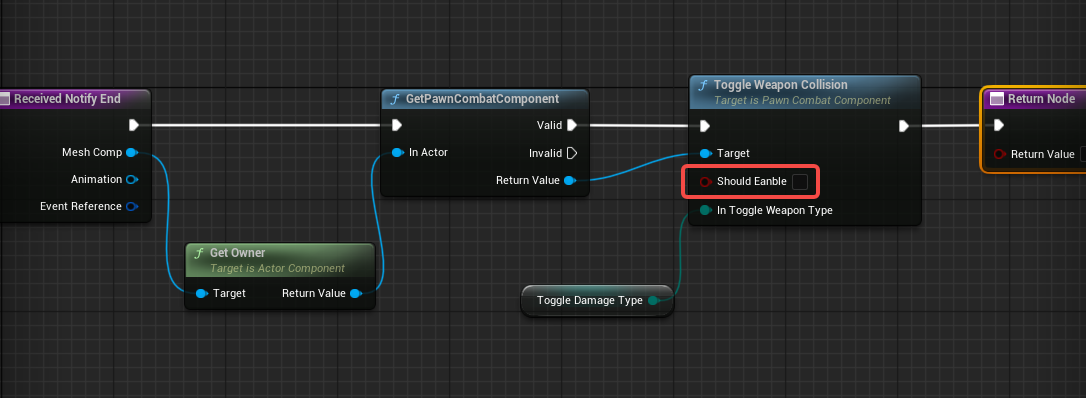 Received Notify End
Mesh Comp
Animation
Event Reference
f Get Owner
Target is Actor Component
Target
Return Value
f GetPawnCombatComponent
Valid
In Actor
Invalid
Return Value
Toggle Damage Type
f Toggle Weapon Collision
Target is Pawn Combat Component
Target
Should Eanble
In Toggle Weapon Type
Return Node
Return Value